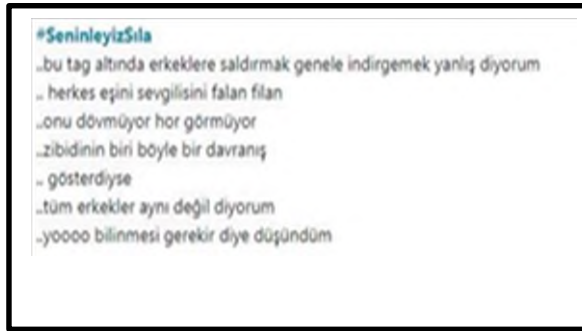 #SeninleyizSıla
..bu tag altında erkeklere saldırmak genele indirgemek yanlış diyorum
.. herkes eşini sevgilisini falan filan
..onu dövmüyor hor görmüyor
..zibidinin biri böyle bir davranış
.. gösterdiyse
..tüm erkekler aynı değil diyorum
..yoooo bilinmesi gerekir diye düşündüm